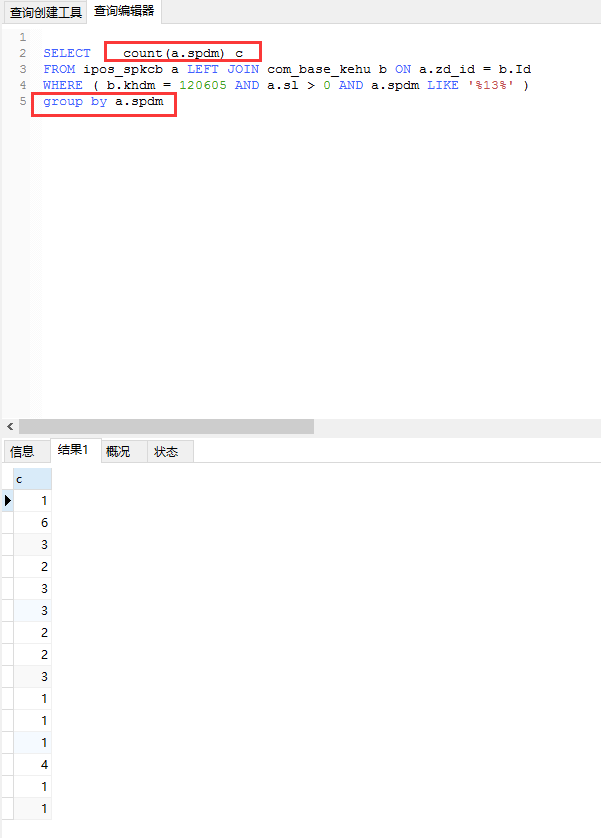 查询创建工具 查询编辑器
1
2 SELECT count(a.spdm) c
3 FROM ipos_spkcb a LEFT JOIN com_base_kehu b ON a.zd_id = b.Id
4 WHERE ( b.khdm = 120605 AND a.sl > 0 AND a.spdm LIKE '%13%' )
5 group by a.spdm
信息 结果1 概况 状态
c
1
6
3
2
3
3
2
2
3
1
1
1
4
1
1